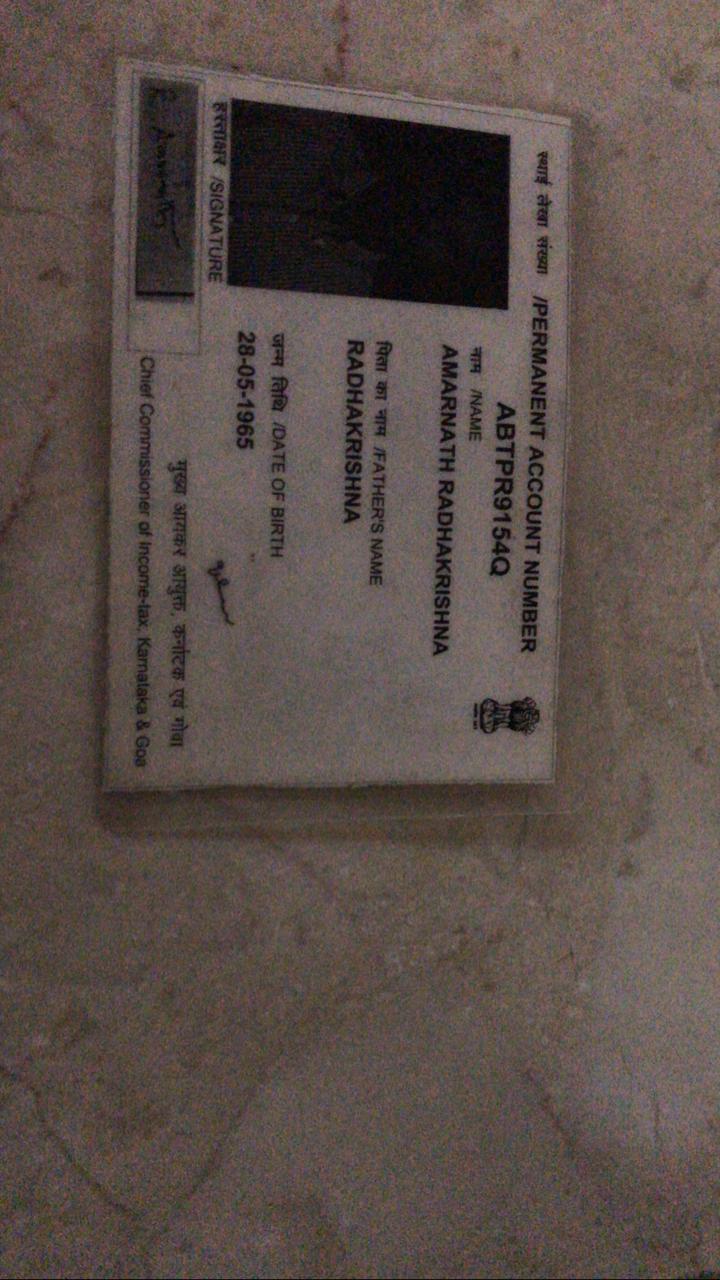 स्थाई लेखा संख्या /PERMANENT ACCOUNT NUMBER
ABTPR9154Q
नाम /NAME
AMARNATH RADHAKRISHNA
पिता का नाम /FATHER'S NAME
RADHAKRISHNA
जन्म तिथि /DATE OF BIRTH
28-05-1965
हस्ताक्षर /SIGNATURE
मुख्य आयकर आयुक्त, कर्नाटक एवं गोवा
Chief Commissioner of Income-tax, Karnataka & Goa